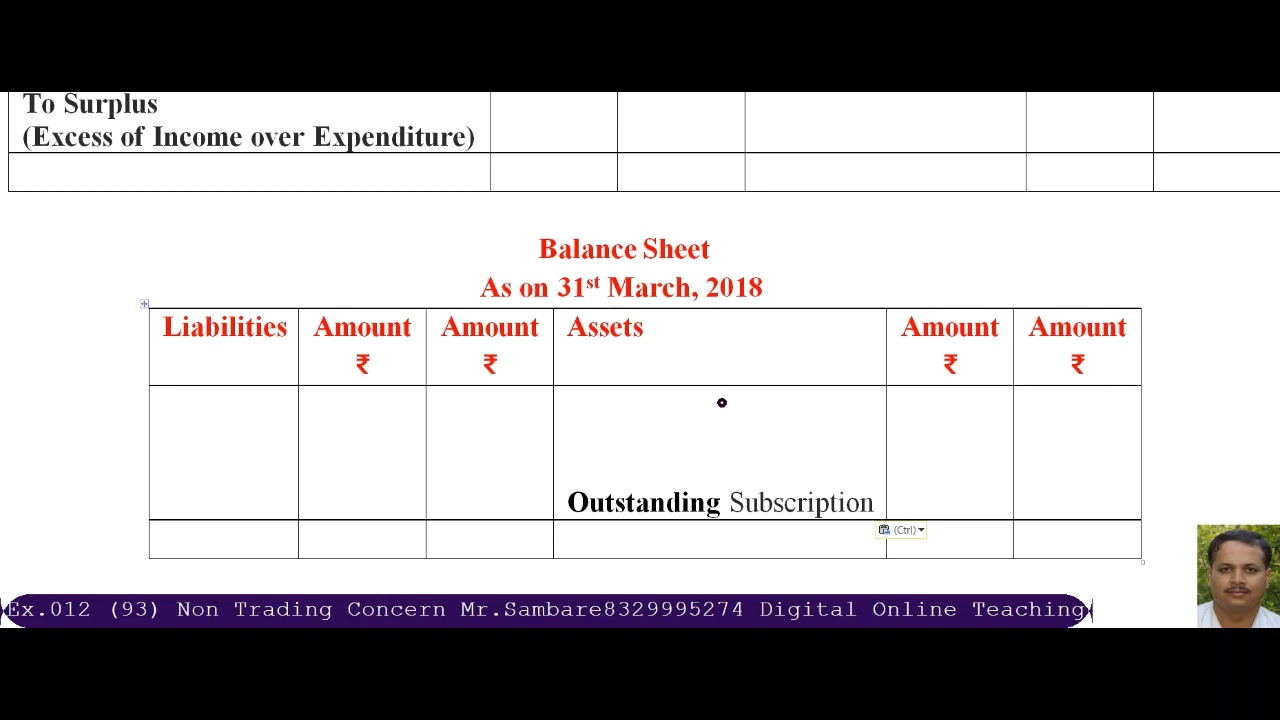 To Surplus
(Excess of Income over Expenditure)
Balance Sheet
As on 31st March, 2018
Liabilities Amount ₹ Amount ₹ Assets Amount ₹ Amount ₹
Outstanding Subscription
(Ctrl)
Ex.012 (93) Non Trading Concern Mr.Sambare8329995274 Digital Online Teaching